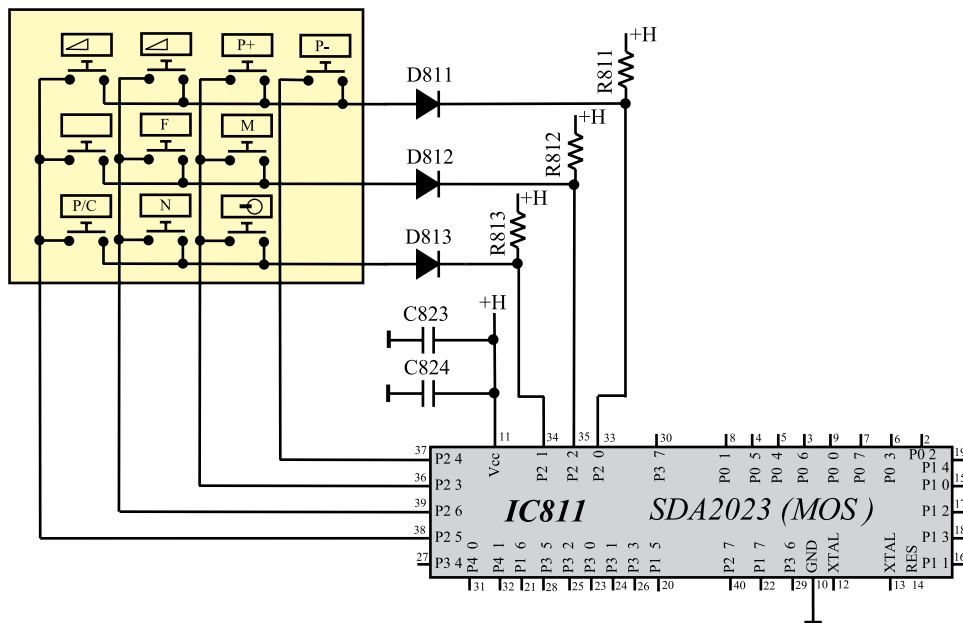 +H
R811
P+
P-
D811
+H
R812
F
M
D812
+H
R813
P/C
N
D813
+H
C823
C824
11
34
35
33
30
8
4
5
3
9
7
6
2
37
P2 4
Vcc
P2 1
P2 2
P2 0
P3 7
P0 1
P0 5
P0 4
P0 6
P0 0
P0 7
P0 3
P0 2
P1 4
19
36
P2 3
P1 0
15
39
P2 6
IC811
SDA2023 (MOS )
P1 2
17
38
P2 5
P1 3
18
27
P3 4
P4 0
P4 1
P1 6
P3 5
P3 2
P3 0
P3 1
P3 3
P1 5
P2 7
P1 7
P3 6
GND
XTAL
XTAL
RES
P1 1
16
31
32
21
28
25
23
24
26
20
40
22
29
10
12
13
14